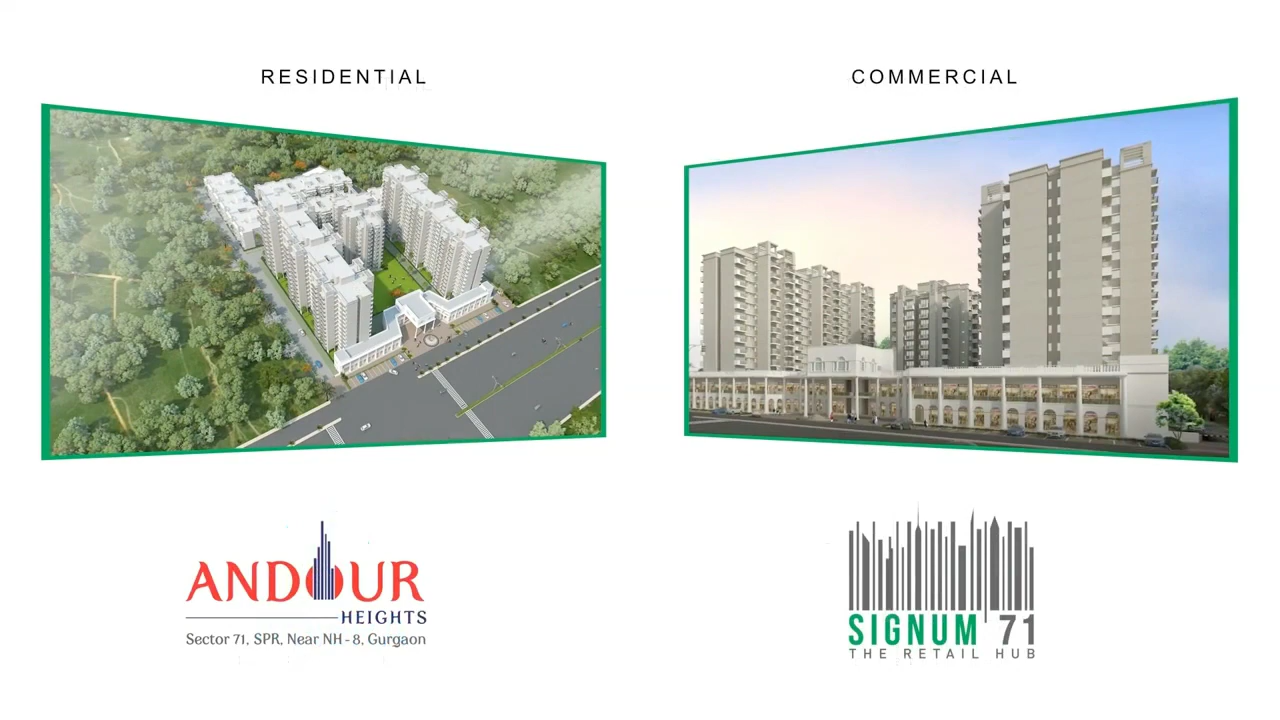 RESIDENTIAL
COMMERCIAL
ANDOUR
HEIGHTS
Sector 71, SPR, Near NH - 8, Gurgaon
SIGNUM 71
THE RETAIL HUB